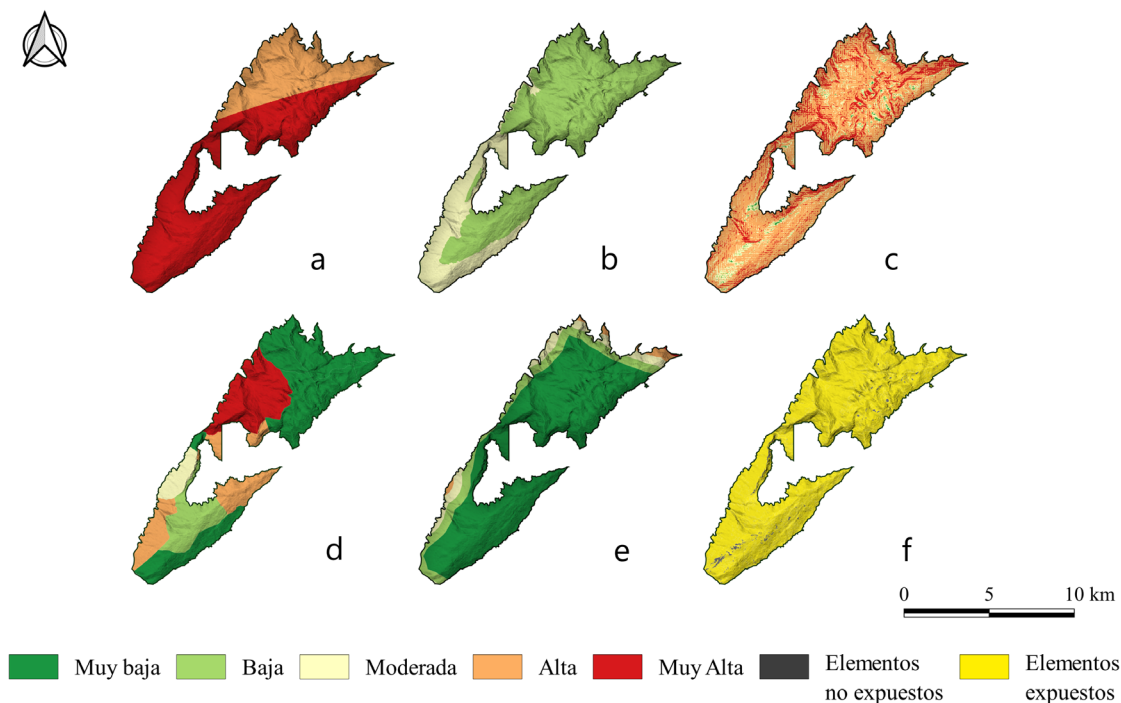 a
b
c
d
e
f
0 5 10 km
Muy baja
Baja
Moderada
Alta
Muy Alta
Elementos
no expuestos
Elementos
expuestos